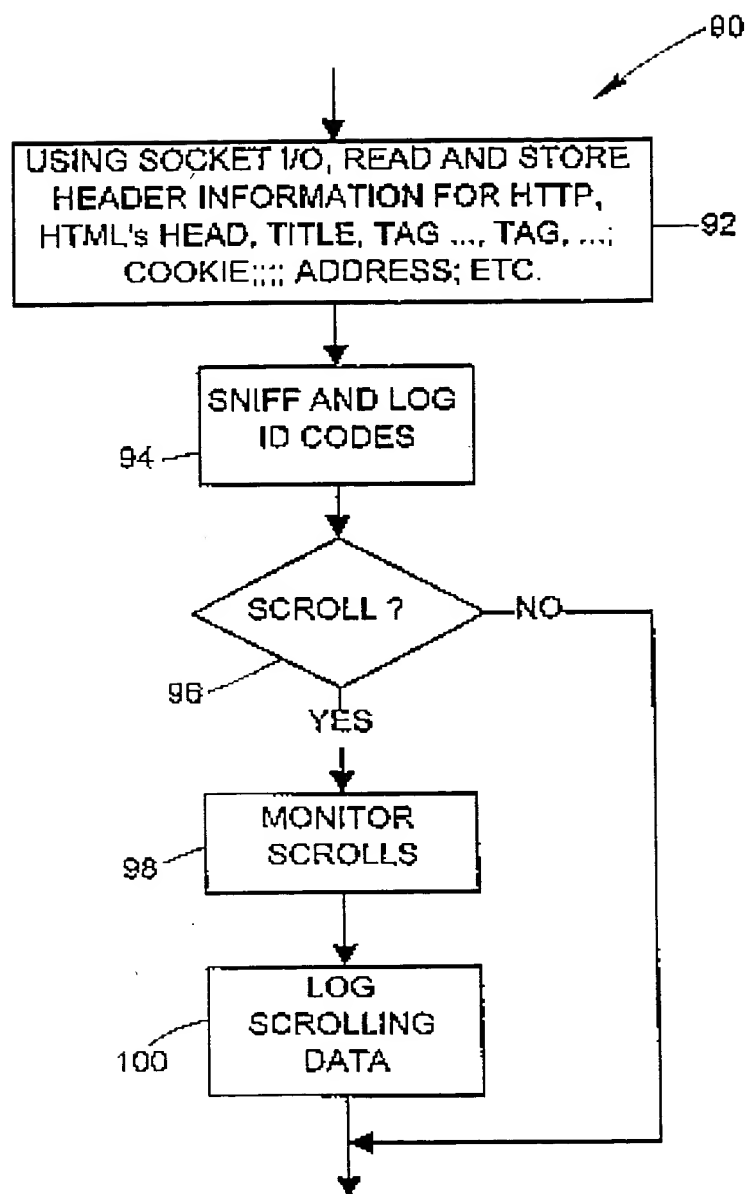 90
USING SOCKET I/O, READ AND STORE
HEADER INFORMATION FOR HTTP,
HTML's HEAD, TITLE, TAG ..., TAG, ...;
COOKIE;;;;; ADDRESS; ETC.
92
SNIFF AND LOG
ID CODES
94
SCROLL ?
NO
96
YES
MONITOR
SCROLLS
98
LOG
SCROLLING
DATA
100